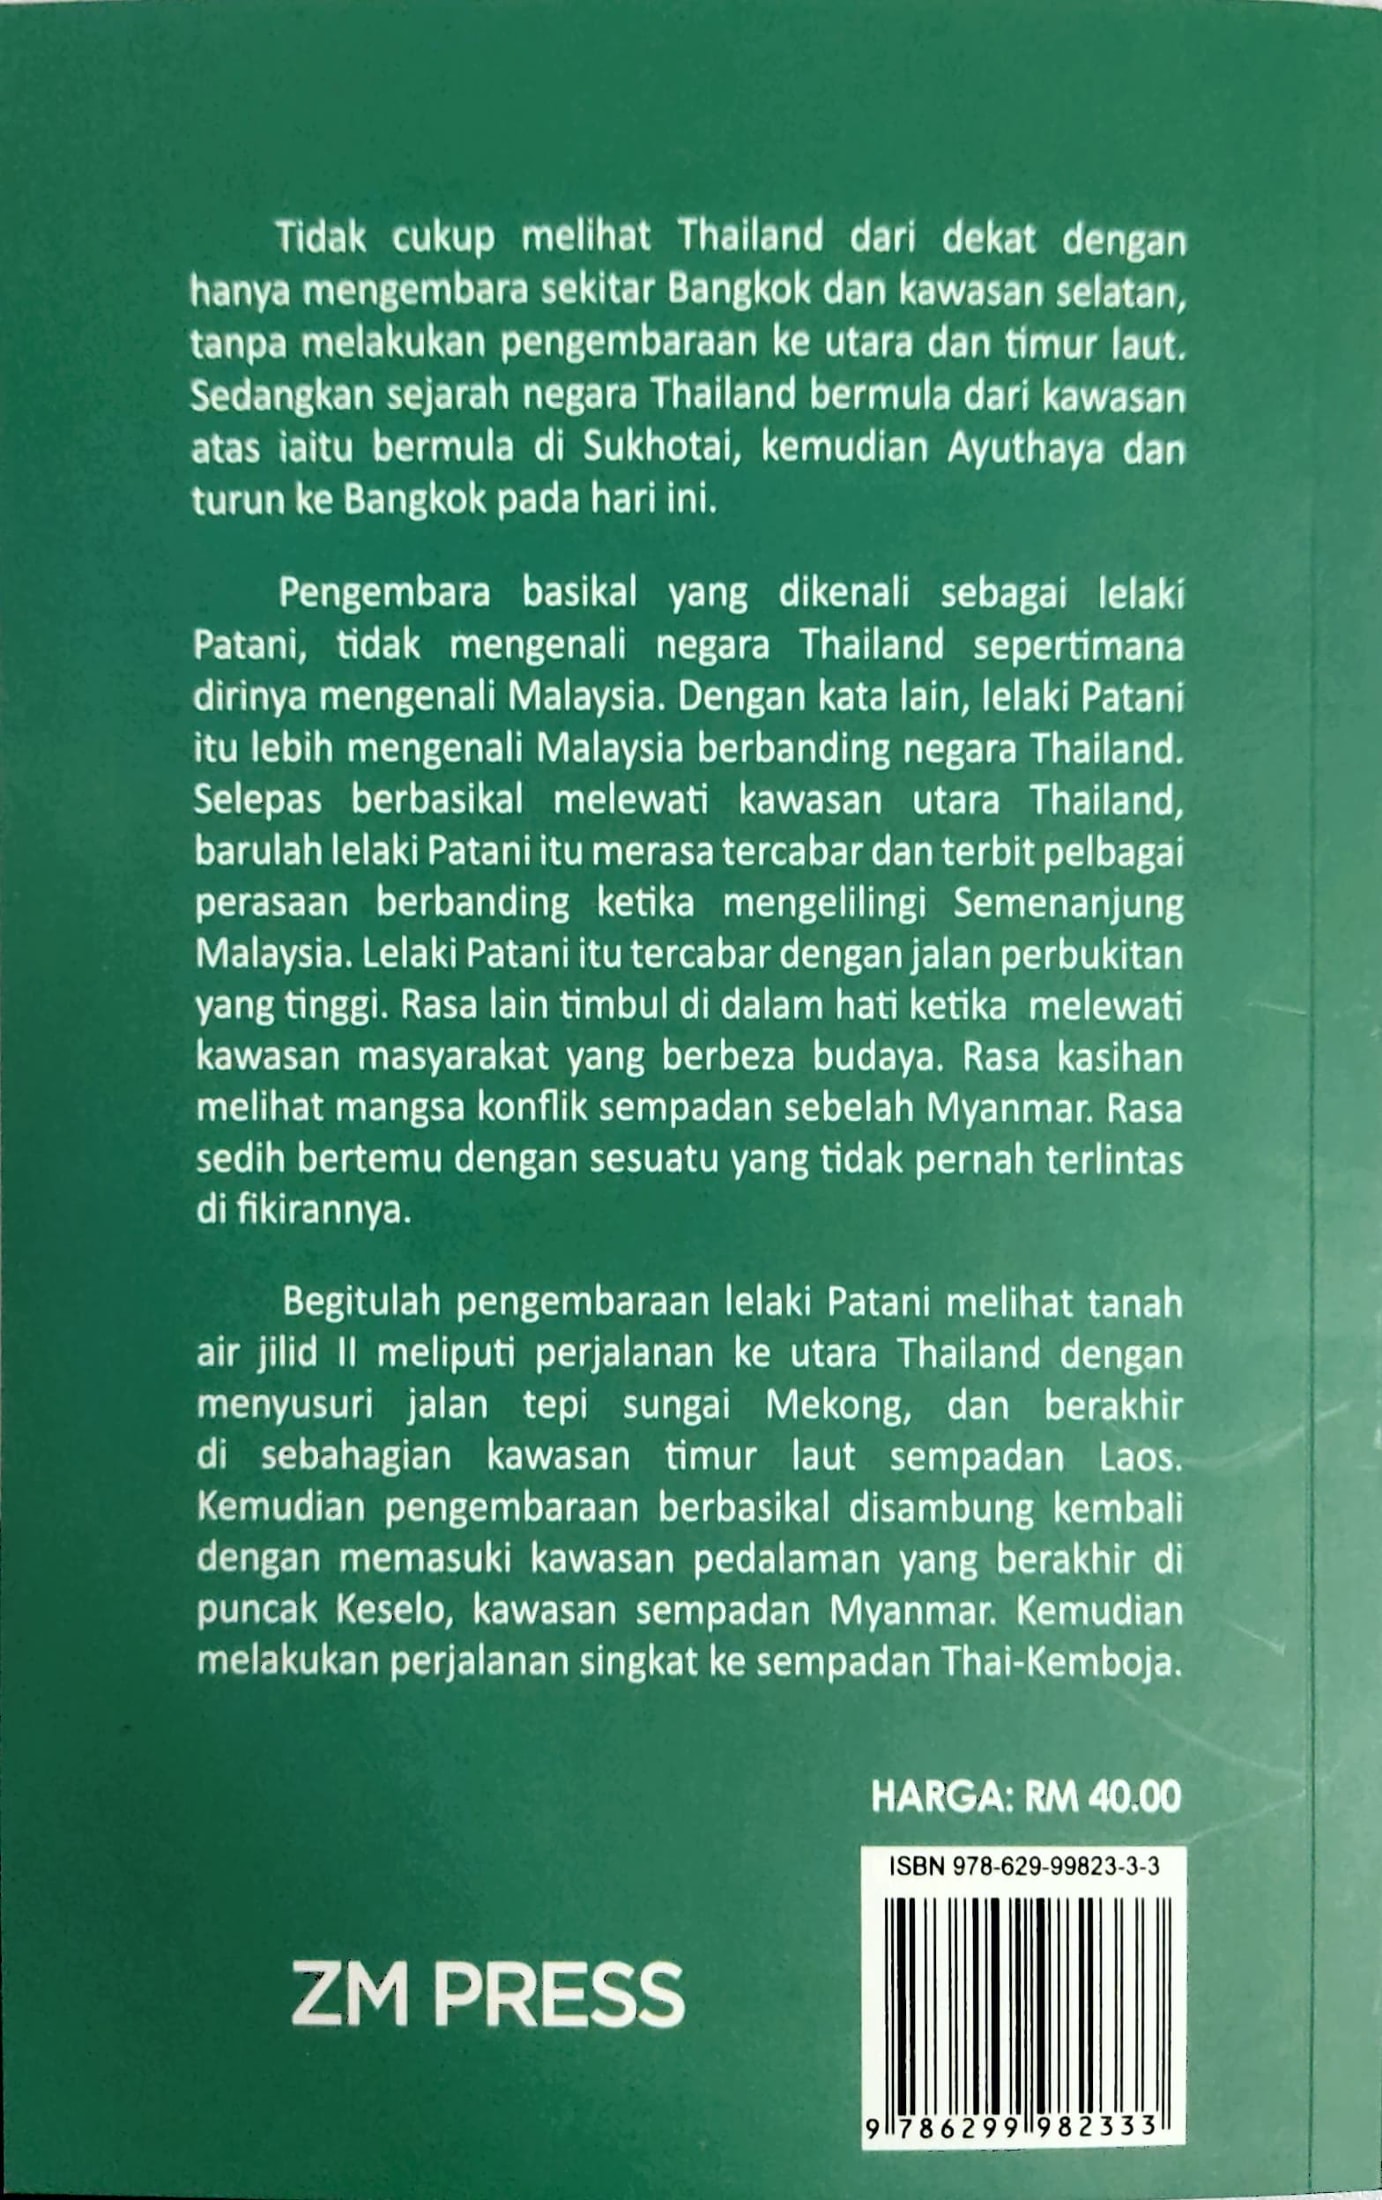 Tidak cukup melihat Thailand dari dekat dengan
hanya mengembara sekitar Bangkok dan kawasan selatan,
tanpa melakukan pengembaraan ke utara dan timur laut.
Sedangkan sejarah negara Thailand bermula dari kawasan
atas iaitu bermula di Sukhotai, kemudian Ayuthaya dan
turun ke Bangkok pada hari ini.
Pengembara basikal yang dikenali sebagai lelaki
Patani, tidak mengenali negara Thailand sepertimana
dirinya mengenali Malaysia. Dengan kata lain, lelaki Patani
itu lebih mengenali Malaysia berbanding negara Thailand.
Selepas berbasikal melewati kawasan utara Thailand,
barulah lelaki Patani itu merasa tercabar dan terbit pelbagai
perasaan berbanding ketika mengelilingi Semenanjung
Malaysia. Lelaki Patani itu tercabar dengan jalan perbukitan
yang tinggi. Rasa lain timbul di dalam hati ketika melewati
kawasan masyarakat yang berbeza budaya. Rasa kasihan
melihat mangsa konflik sempadan sebelah Myanmar. Rasa
sedih bertemu dengan sesuatu yang tidak pernah terlintas
di fikirannya.
Begitulah pengembaraan lelaki Patani melihat tanah
air jilid II meliputi perjalanan ke utara Thailand dengan
menyusuri jalan tepi sungai Mekong, dan berakhir
di sebahagian kawasan timur laut sempadan Laos.
Kemudian pengembaraan berbasikal disambung kembali
dengan memasuki kawasan pedalaman yang berakhir di
puncak Keselo, kawasan sempadan Myanmar. Kemudian
melakukan perjalanan singkat ke sempadan Thai-Kemboja.
HARGA: RM 40.00
ISBN 978-629-99823-3-3
ZM PRESS
9 786299 982333